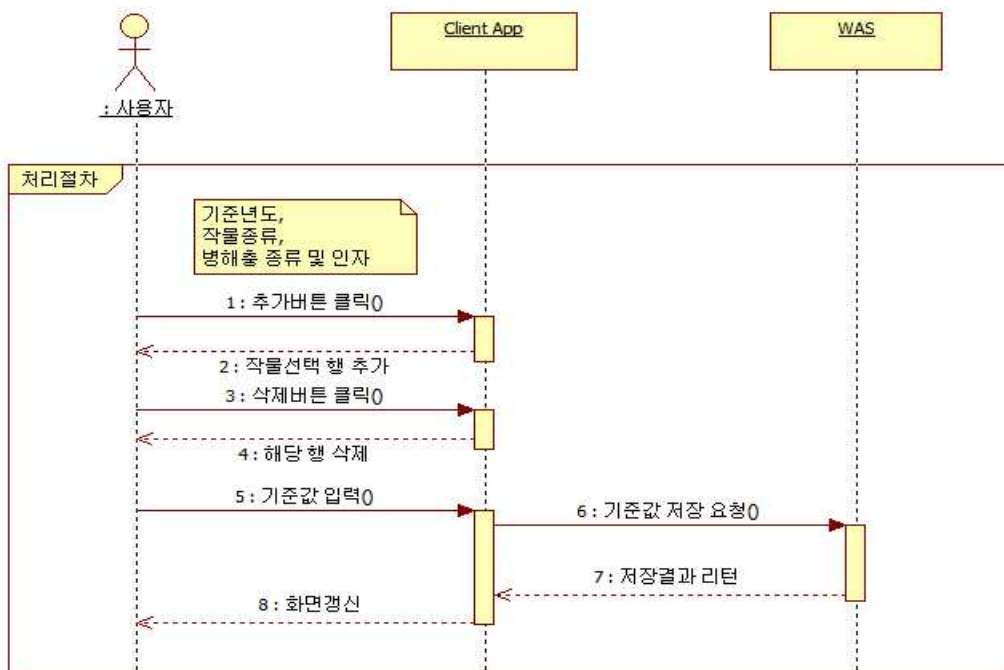 Client App
WAS
: 사용자
처리절차
기준년도,
작물종류,
병해충 종류 및 인자
1 : 추가버튼 클릭()
2 : 작물선택 행 추가
3 : 삭제버튼 클릭()
4 : 해당 행 삭제
5 : 기준값 입력()
6 : 기준값 저장 요청()
7 : 저장결과 리턴
8 : 화면갱신